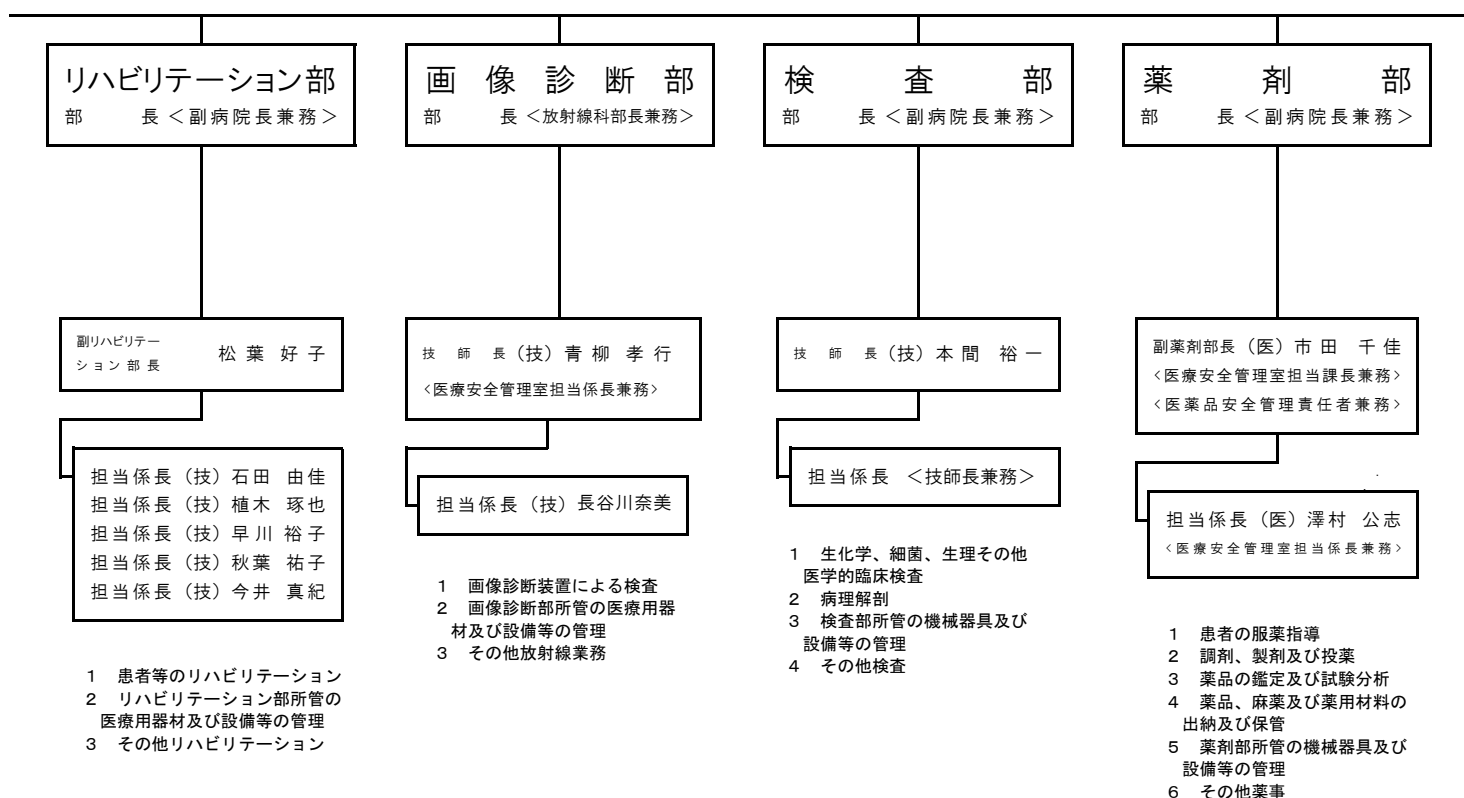 リハビリテーション部
部　　長＜副病院長兼務＞
副リハビリテー
ション部長
松葉 好子
担当係長（技）石田　由佳
担当係長（技）植木　琢也
担当係長（技）早川　裕子
担当係長（技）秋葉　祐子
担当係長（技）今井　真紀
1　患者等のリハビリテーション
2　リハビリテーション部所管の
医療用器材及び設備等の管理
3　その他リハビリテーション
画像診断部
部　　長＜放射線科部長兼務＞
技　師　長（技）青柳　孝行
<医療安全管理室担当係長兼務>
担当係長（技）長谷川奈美
1　画像診断装置による検査
2　画像診断部所管の医療用器
材及び設備等の管理
3　その他放射線業務
検査部
部　　長＜副病院長兼務＞
技　師　長（技）本間　裕一
担当係長　＜技師長兼務＞
1　生化学、細菌、生理その他
医学的臨床検査
2　病理解剖
3　検査部所管の機械器具及び
設備等の管理
4　その他検査
薬剤部
部　　長＜副病院長兼務＞
副薬剤部長（医）市田　千佳
<医療安全管理室担当課長兼務>
<医薬品安全管理責任者兼務>
担当係長（医）澤村　公志
<医療安全管理室担当係長兼務>
1　患者の服薬指導
2　調剤、製剤及び投薬
3　薬品の鑑定及び試験分析
4　薬品、麻薬及び薬用材料の
出納及び保管
5　薬剤部所管の機械器具及び
設備等の管理
6　その他薬事